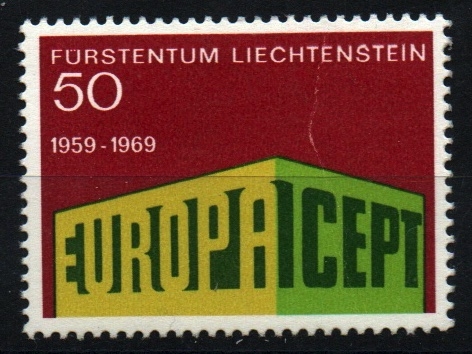 FÜRSTENTUM LIECHTENSTEIN
50
1959-1969
EUROPA CEPT